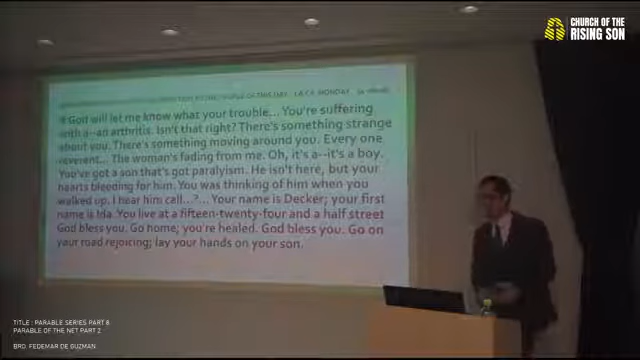 CHURCH OF THE
RISING SON
God will let me know what your trouble... You're suffering
with a--an arthritis. Isn't that right? There's something strange
about you. There's something moving around you. Every one
reverent... The woman's fading from me. Oh, it's a--it's a boy.
You've got a son that's got paralyism. He isn't here, but your
hearts bleeding for him. You was thinking of him when you
walked up. I hear him call...?... Your name is Decker; your first
name is Ida. You live at a fifteen-twenty-four and a half street
God bless you. Go home; you're healed. God bless you. Go on
your road rejoicing; lay your hands on your son.
TITLE : PARABLE SERIES PART 8
PARABLE OF THE NET PART 2
BRO. FEDEMAR DE GUZMAN